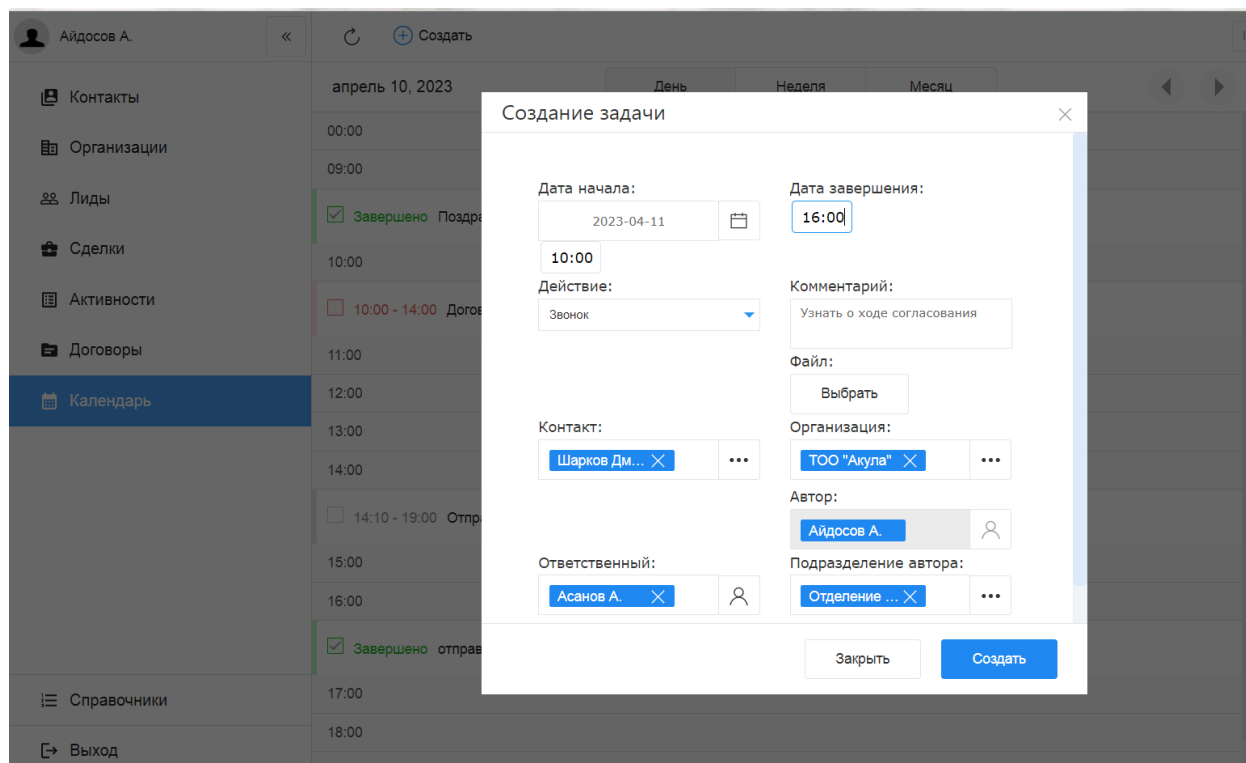 Айдосов А.
«
Создать
Контакты
Организации
Лиды
Сделки
Активности
Договоры
Календарь
Справочники
Выход
апрель 10, 2023
День
Неделя
Месяц
00:00
09:00
Завершено Поздра
10:00
10:00 - 14:00 Догов
11:00
12:00
13:00
14:00
14:10 - 19:00 Отпр
15:00
16:00
Завершено отправ
17:00
18:00
Создание задачи
Дата начала:
2023-04-11
10:00
Дата завершения:
16:00
Действие:
Звонок
Комментарий:
Узнать о ходе согласования
Файл:
Выбрать
Контакт:
Шарков Дм...
Организация:
ТОО "Акула"
Автор:
Айдосов А.
Ответственный:
Асанов А.
Подразделение автора:
Отделение ...
Закрыть
Создать